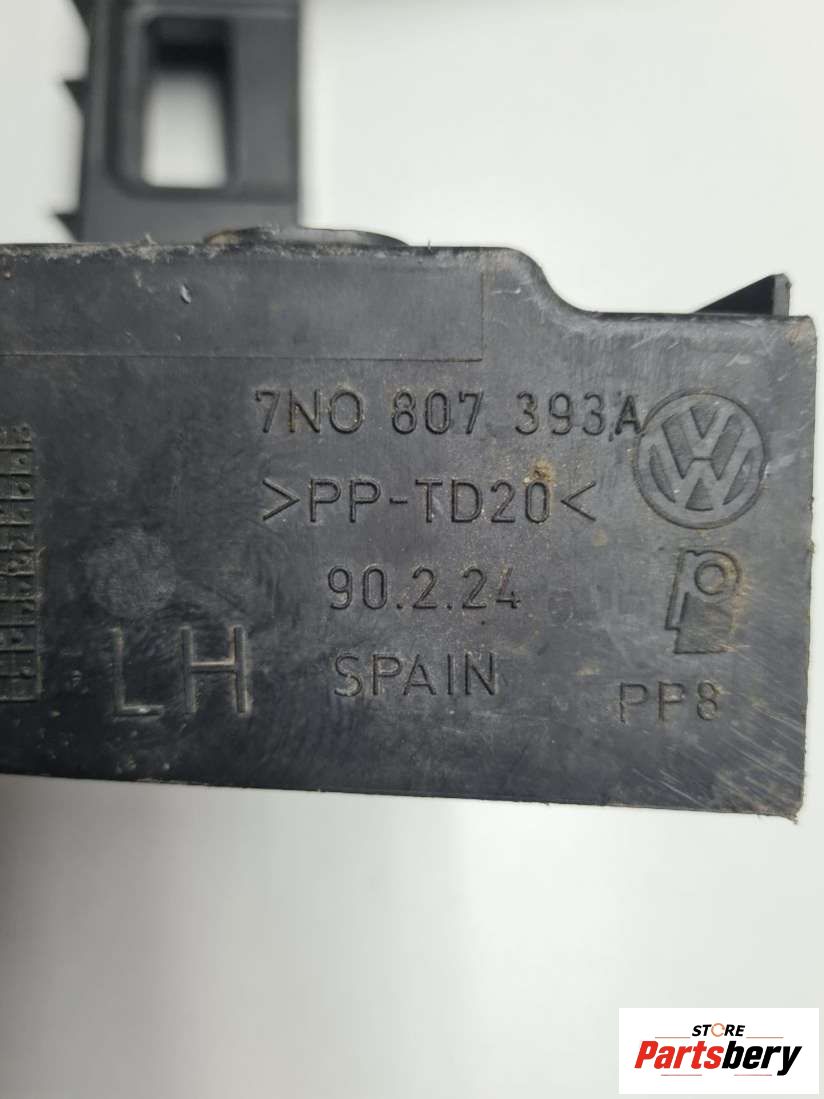 7N0 807 393A
>PP-TD20<
90.2.24
LH
SPAIN
PP8
STORE
Partsbery